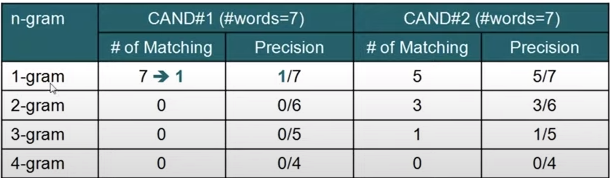 n-gram CAND#1 (#words=7) CAND#2 (#words=7)
# of Matching Precision # of Matching Precision
1-gram 7 ➔ 1 1/7 5 5/7
2-gram 0 0/6 3 3/6
3-gram 0 0/5 1 1/5
4-gram 0 0/4 0 0/4